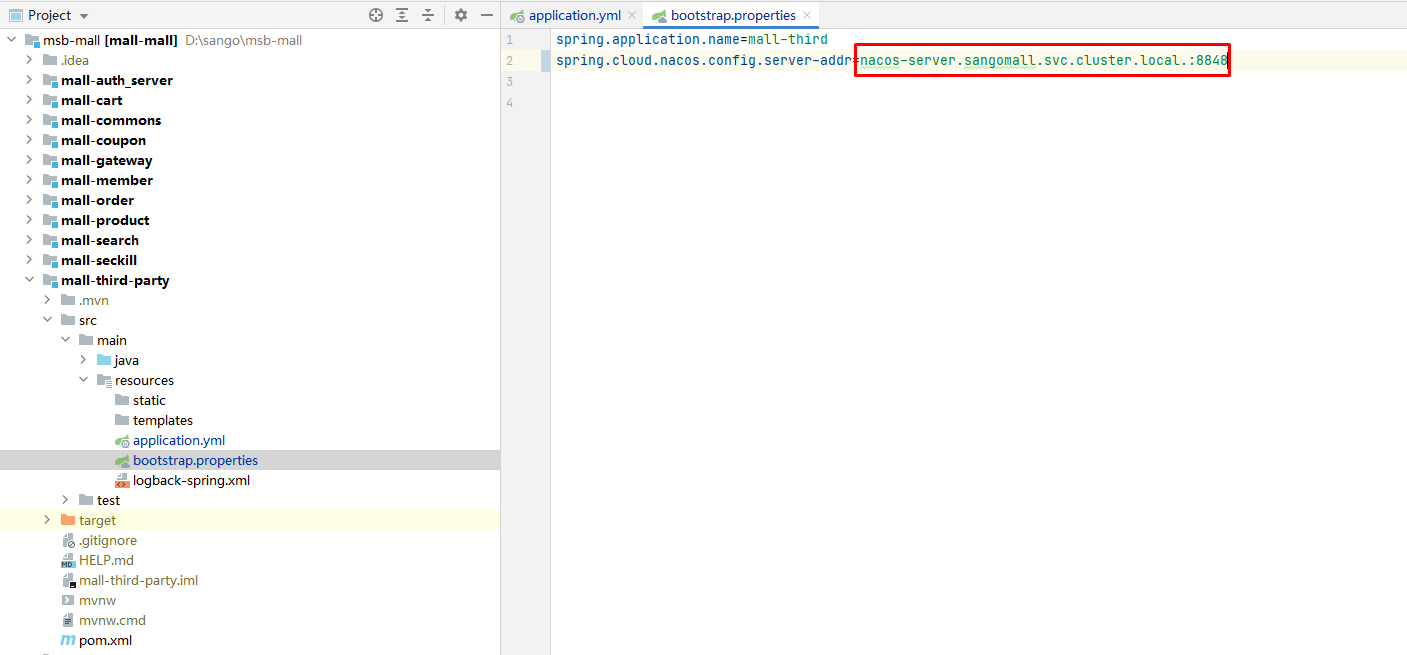 Project
msb-mall [mall-mall] D:\sango\msb-mall
.idea
mall-auth_server
mall-cart
mall-commons
mall-coupon
mall-gateway
mall-member
mall-order
mall-product
mall-search
mall-seckill
mall-third-party
.mvn
src
main
java
resources
static
templates
application.yml
bootstrap.properties
logback-spring.xml
test
target
.gitignore
HELP.md
mall-third-party.iml
mvnw
mvnw.cmd
pom.xml
application.yml bootstrap.properties
1 spring.application.name=mall-third
2 spring.cloud.nacos.config.server-addr=nacos-server.sangomall.svc.cluster.local.:8848
3
4